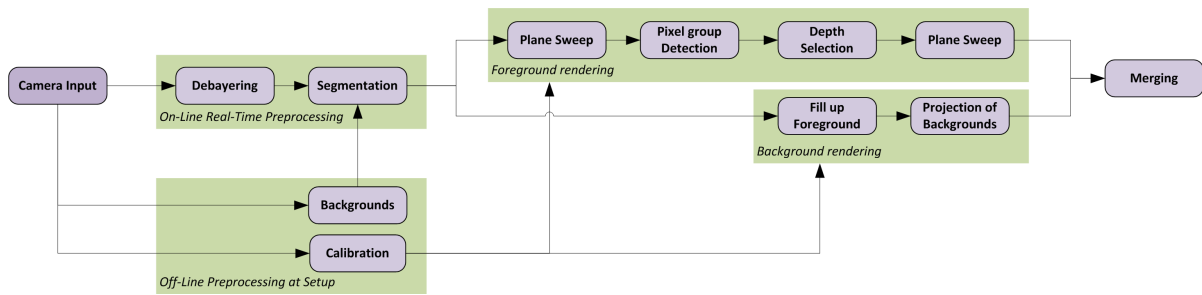 Camera Input
Debayering
Segmentation
On-Line Real-Time Preprocessing
Plane Sweep
Pixel group
Detection
Depth
Selection
Plane Sweep
Foreground rendering
Fill up
Foreground
Projection of
Backgrounds
Background rendering
Merging
Backgrounds
Calibration
Off-Line Preprocessing at Setup